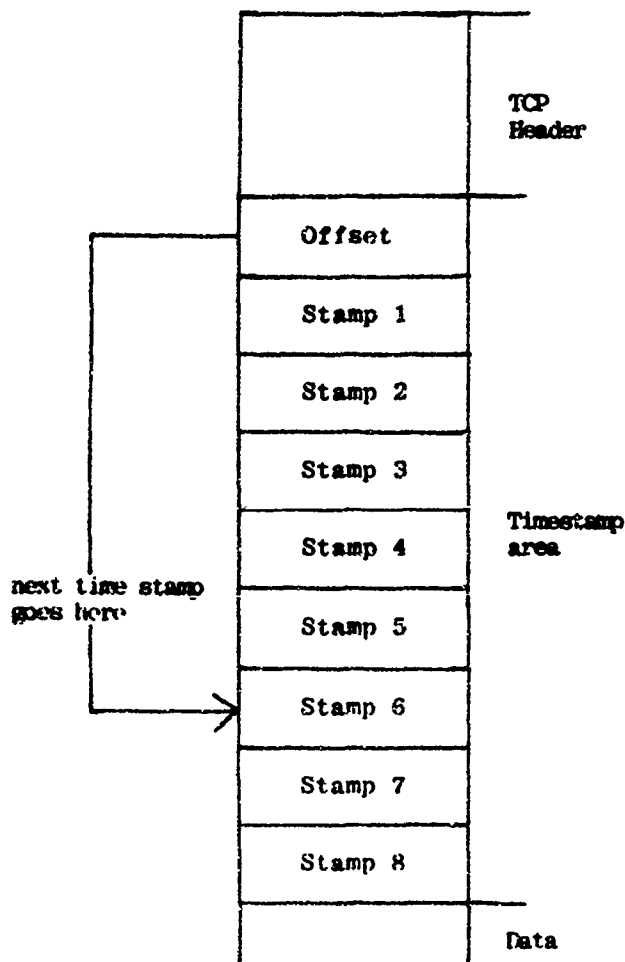 TCP
Header
Offset
Stamp 1
Stamp 2
Stamp 3
Stamp 4
Timestamp
area
next time stamp
goes here
Stamp 5
Stamp 6
Stamp 7
Stamp 8
Data